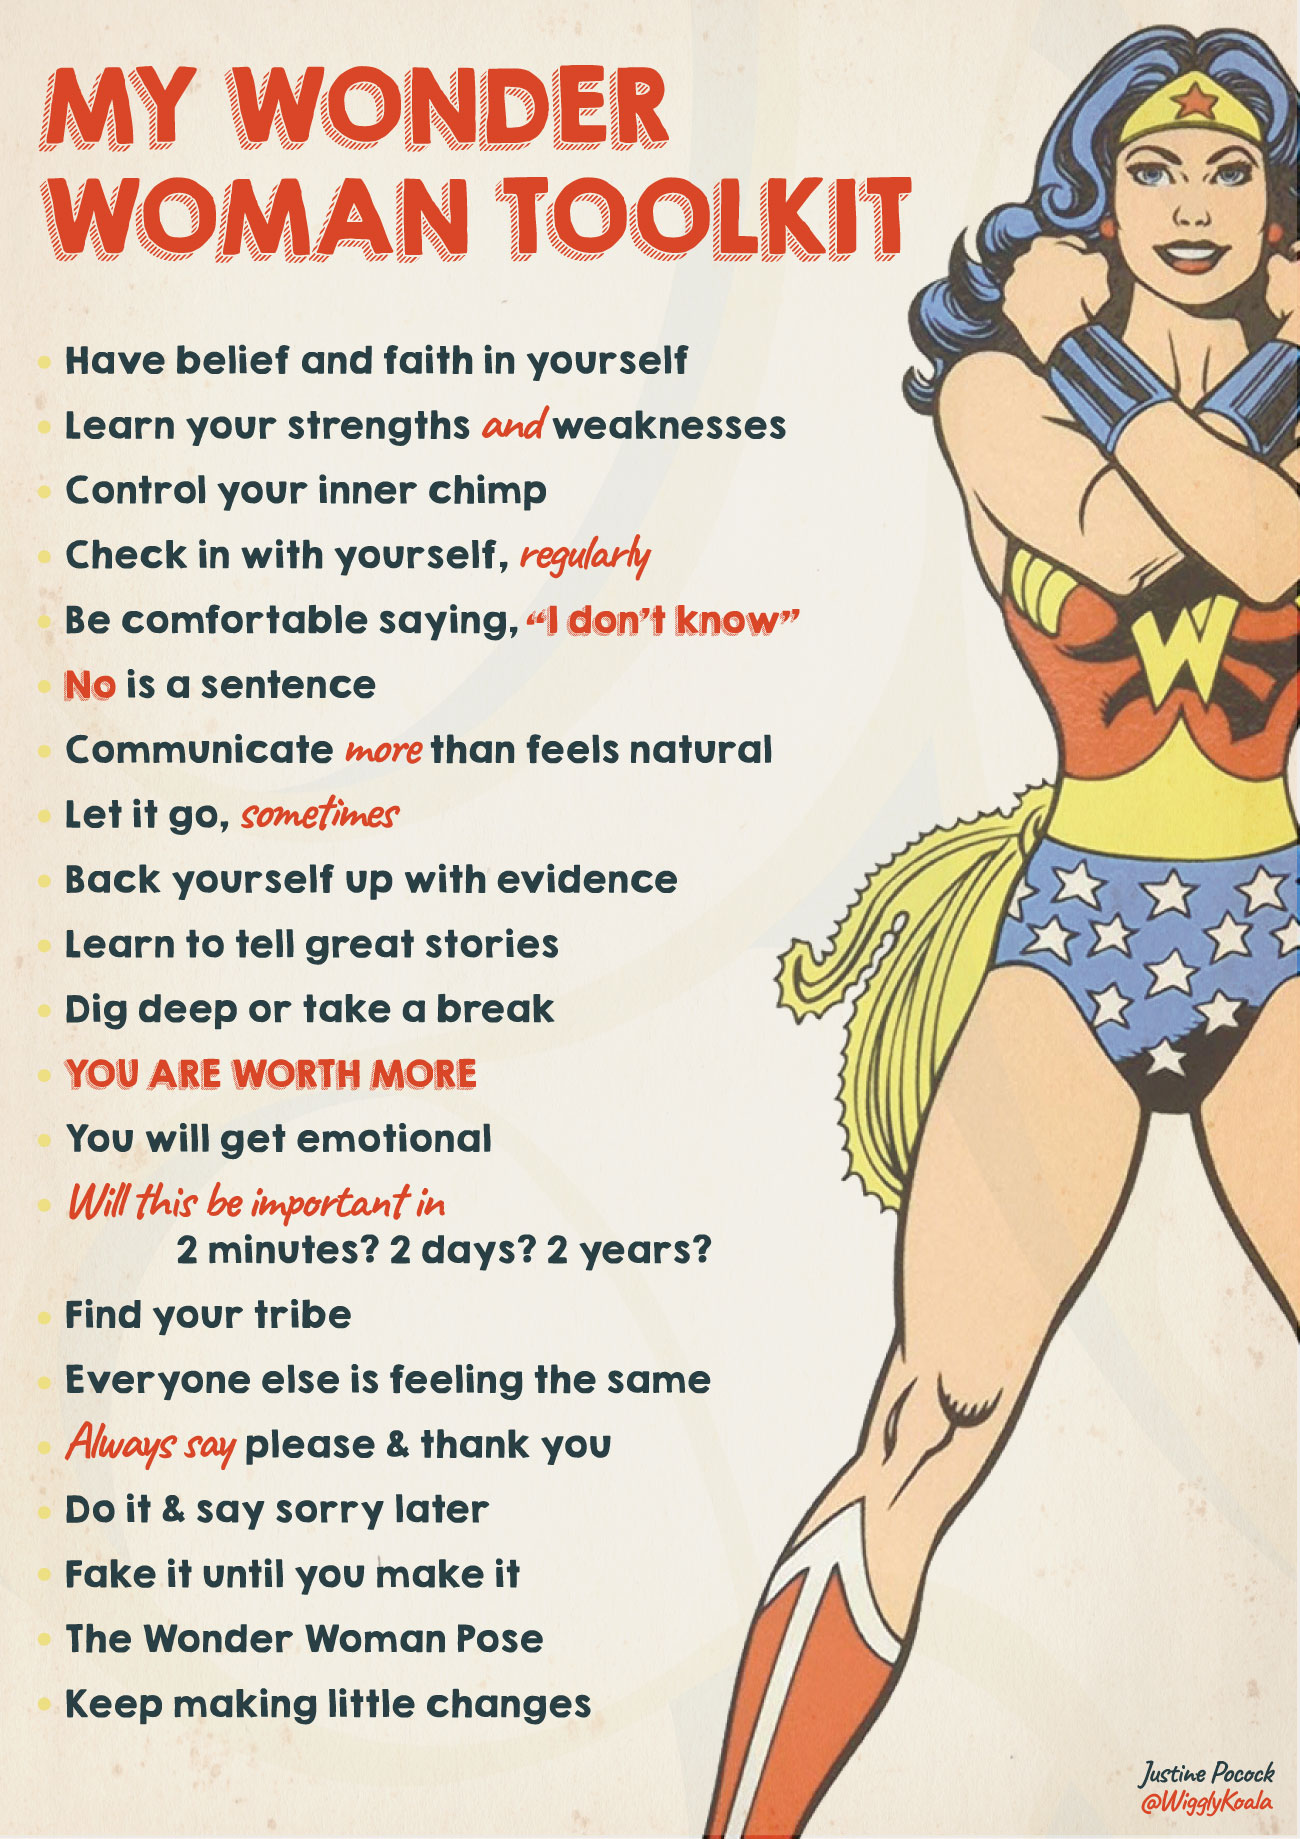 MY WONDER
WOMAN TOOLKIT
Have belief and faith in yourself
Learn your strengths and weaknesses
Control your inner chimp
Check in with yourself, regularly
Be comfortable saying, “I don’t know”
No is a sentence
Communicate more than feels natural
Let it go, sometimes
Back yourself up with evidence
Learn to tell great stories
Dig deep or take a break
YOU ARE WORTH MORE
You will get emotional
Will this be important in
2 minutes? 2 days? 2 years?
Find your tribe
Everyone else is feeling the same
Always say please & thank you
Do it & say sorry later
Fake it until you make it
The Wonder Woman Pose
Keep making little changes
W
Justine Pocock
@WigglyKoala